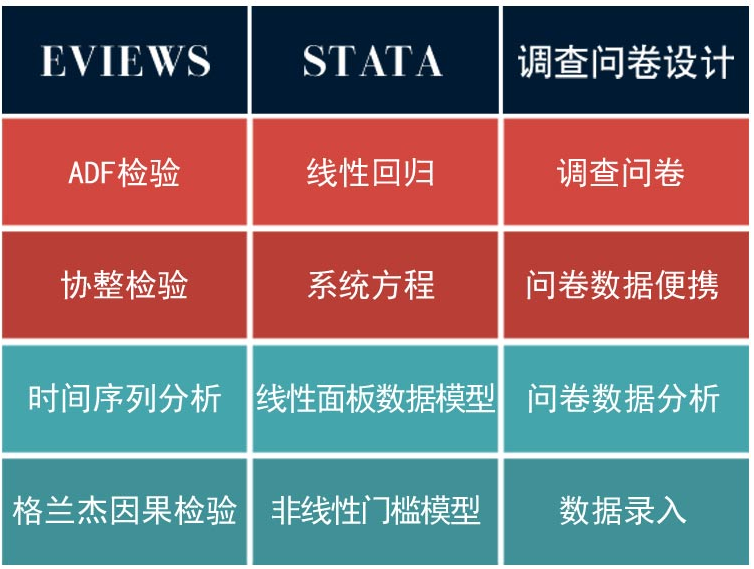 EVIEWS
STATA
调查问卷设计
ADF检验
线性回归
调查问卷
协整检验
系统方程
问卷数据便携
时间序列分析
线性面板数据模型
问卷数据分析
格兰杰因果检验
非线性门槛模型
数据录入